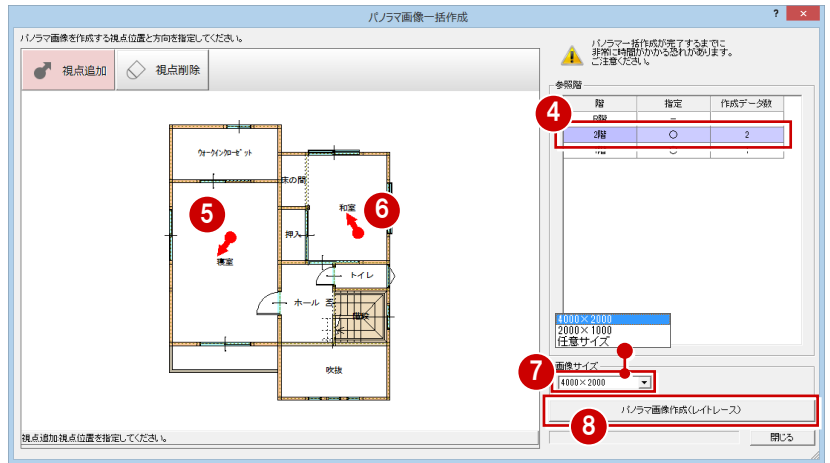 パノラマ画像一括作成
? ×
パノラマ画像を作成する視点位置と方向を指定してください。
視点追加
視点削除
パノラマ一括作成が完了するまでに
非常に時間がかかる恐れがあります。
ご注意ください。
参照階
階 指定 作成データ数
2階 ○ 2
4
ウォークインクローゼット
床の間
和室
押入
寝室
トイレ
ホール
階段
吹抜
5
6
4000×2000
2000×1000
任意サイズ
画像サイズ
4000×2000
7
パノラマ画像作成(レイトレース)
8
視点追加:視点位置を指定してください。
閉じる